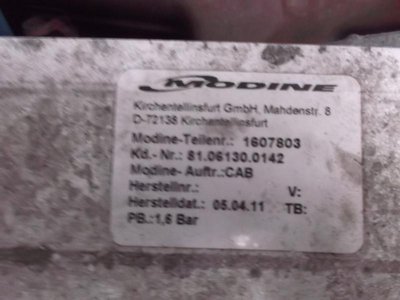 MODINE
Kirchentellinsfurt GmbH, Mahdenstr. 8
D-72138 Kirchentellinsfurt
Modine-Teilenr.: 1607803
Kd.- Nr.: 81.06130.0142
Modine- Auftr.:CAB
Herstellnr.: V:
Herstelldat.: 05.04.11 TB:
PB.:1,6 Bar